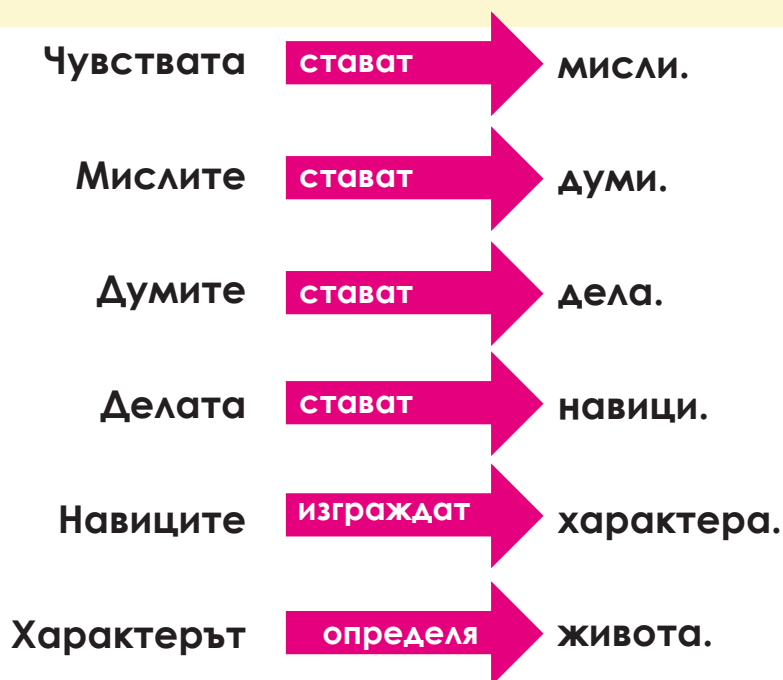 Чувствата стават мисли.
Мислите стават думи.
Думите стават дела.
Делата стават навици.
Навиците изграждат характера.
Характерът определя живота.